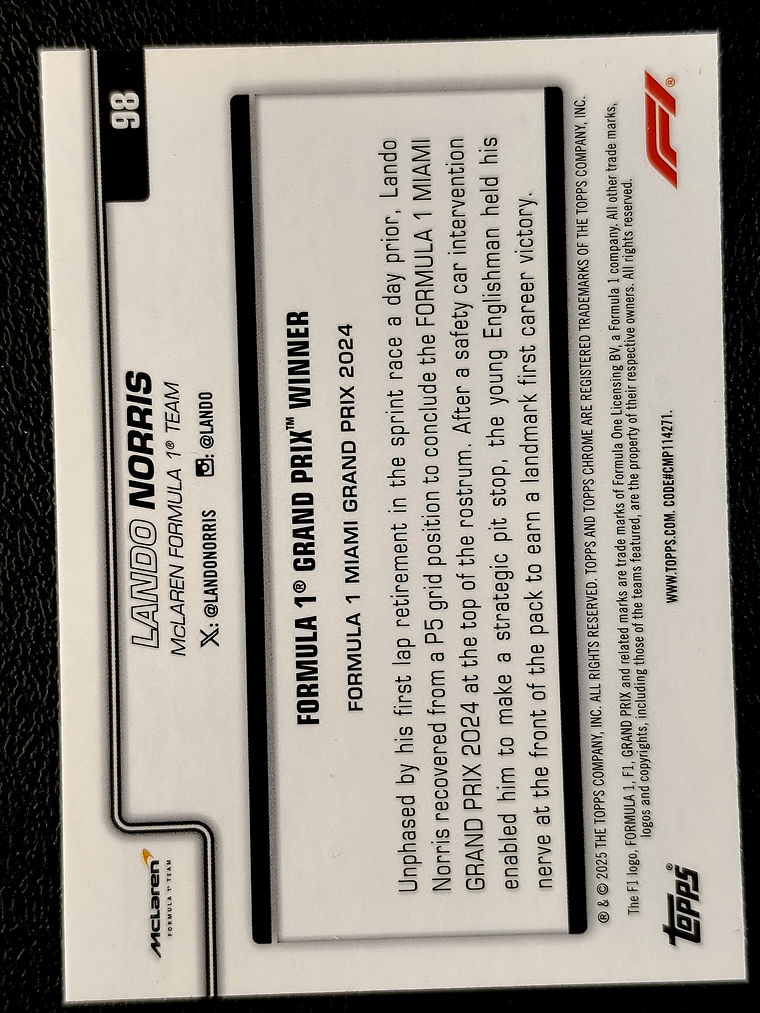 McLaren
FORMULA 1® TEAM
98
LANDO NORRIS
McLAREN FORMULA 1® TEAM
X: @LANDONORRIS : @LANDO
FORMULA 1® GRAND PRIX™ WINNER
FORMULA 1 MIAMI GRAND PRIX 2024
Unphased by his first lap retirement in the sprint race a day prior, Lando
Norris recovered from a P5 grid position to conclude the FORMULA 1 MIAMI
GRAND PRIX 2024 at the top of the rostrum. After a safety car intervention
enabled him to make a strategic pit stop, the young Englishman held his
nerve at the front of the pack to earn a landmark first career victory.
® & © 2025 THE TOPPS COMPANY, INC. ALL RIGHTS RESERVED. TOPPS AND TOPPS CHROME ARE REGISTERED TRADEMARKS OF THE TOPPS COMPANY, INC.
The F1 logo, FORMULA 1, F1, GRAND PRIX and related marks are trade marks of Formula One Licensing BV, a Formula 1 company. All other trade marks,
logos and copyrights, including those of the teams featured, are the property of their respective owners. All rights reserved.
WWW.TOPPS.COM. CODE#CMP114271.
topps®
F1®